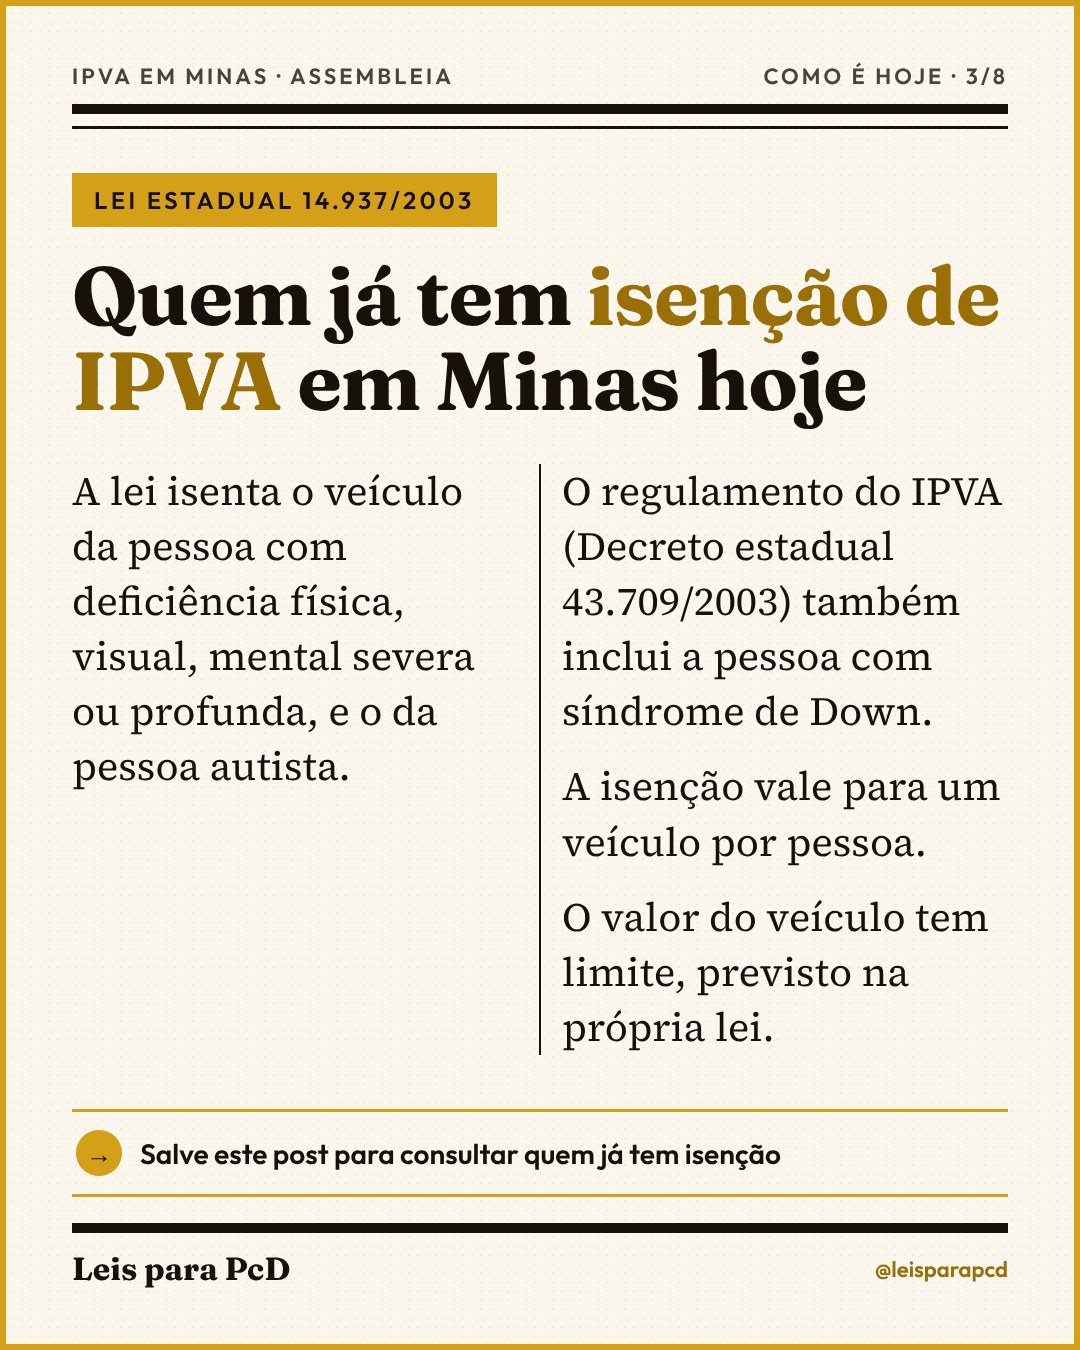 IPVA EM MINAS · ASSEMBLEIA
COMO É HOJE · 3/8
LEI ESTADUAL 14.937/2003
Quem já tem isenção de
IPVA em Minas hoje
A lei isenta o veículo
da pessoa com
deficiência física,
visual, mental severa
ou profunda, e o da
pessoa autista.
O regulamento do IPVA
(Decreto estadual
43.709/2003) também
inclui a pessoa com
síndrome de Down.
A isenção vale para um
veículo por pessoa.
O valor do veículo tem
limite, previsto na
própria lei.
→ Salve este post para consultar quem já tem isenção
Leis para PcD
@leisparapcd